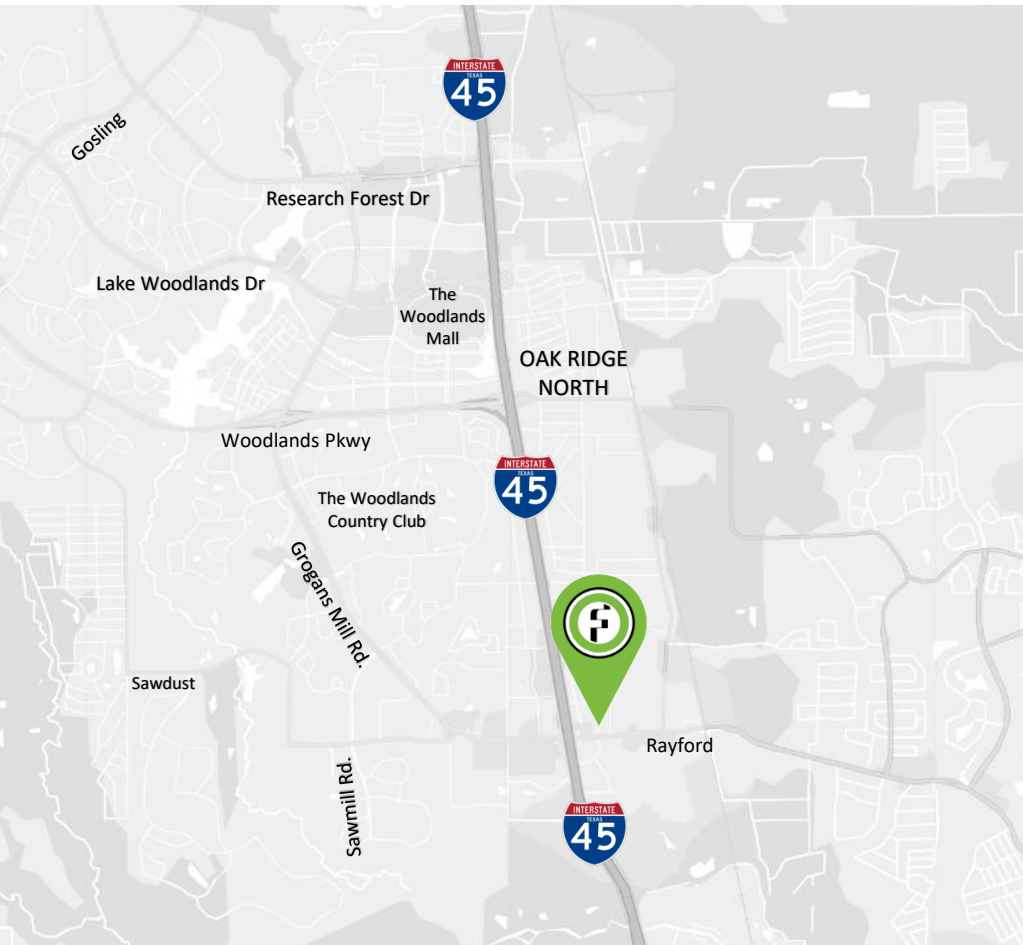 INTERSTATE
TEXAS
45
Gosling
Research Forest Dr
Lake Woodlands Dr
The
Woodlands
Mall
OAK RIDGE
NORTH
Woodlands Pkwy
INTERSTATE
TEXAS
45
The Woodlands
Country Club
Grogans Mill Rd.
Sawdust
Rayford
Sawmill Rd.
INTERSTATE
TEXAS
45